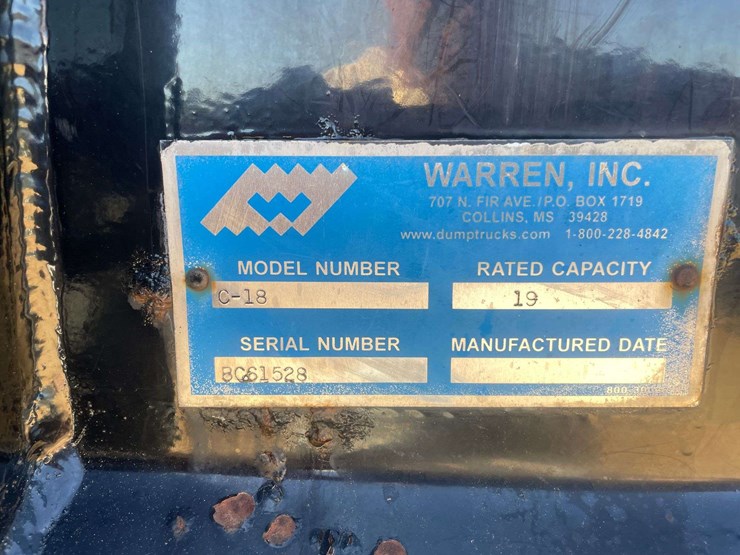 WARREN, INC.
707 N. FIR AVE./P.O. BOX 1719
COLLINS, MS 39428
www.dumptrucks.com 1-800-228-4842
MODEL NUMBER
C-18
RATED CAPACITY
19
SERIAL NUMBER
MANUFACTURED DATE